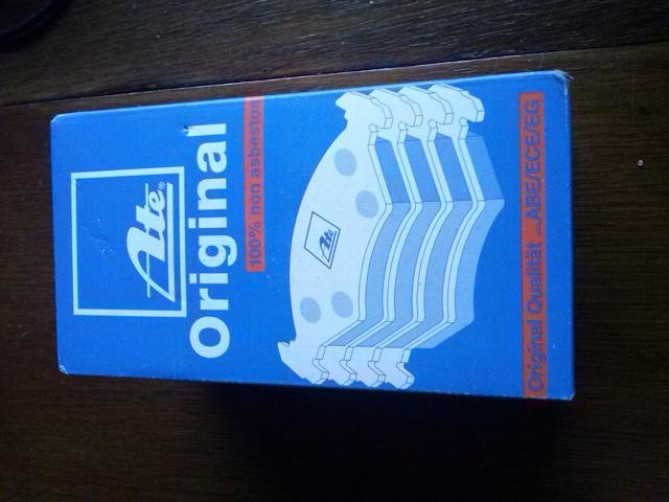 Ate®
Original
100% non asbestos
Ate
Original Qualität ....ABE/ECE/EG